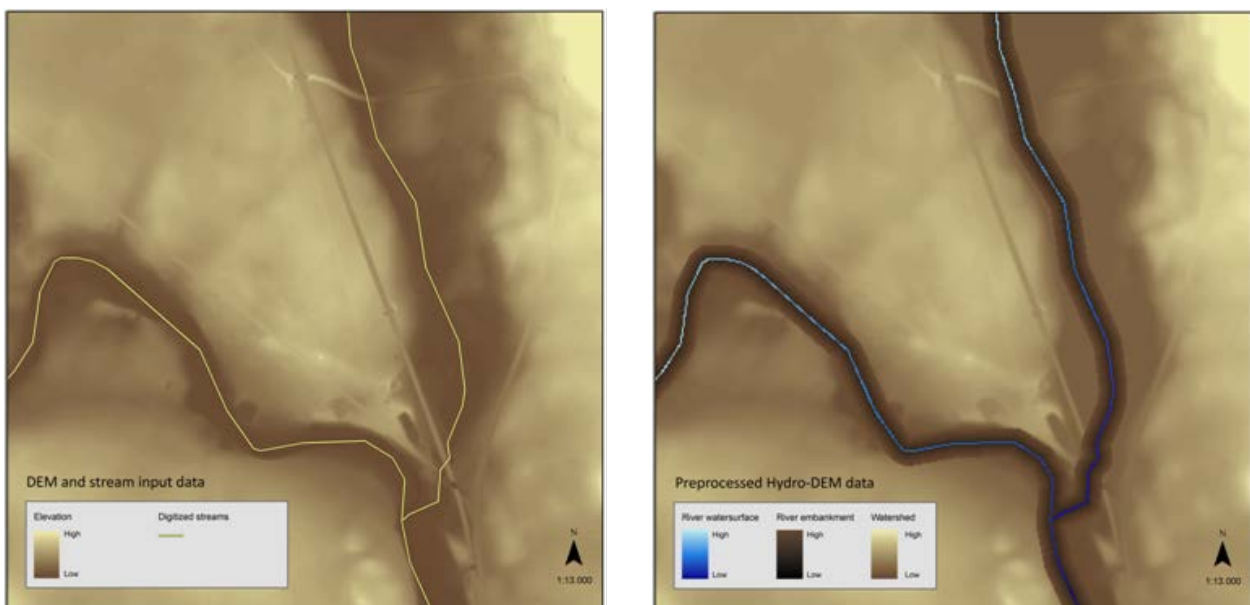 DEM and stream input data
Elevation
Digitized streams
High
Low
N
1:13.000
Preprocessed Hydro-DEM data
River watersurface
River embankment
Watershed
High
High
High
Low
Low
Low
N
1:13.000